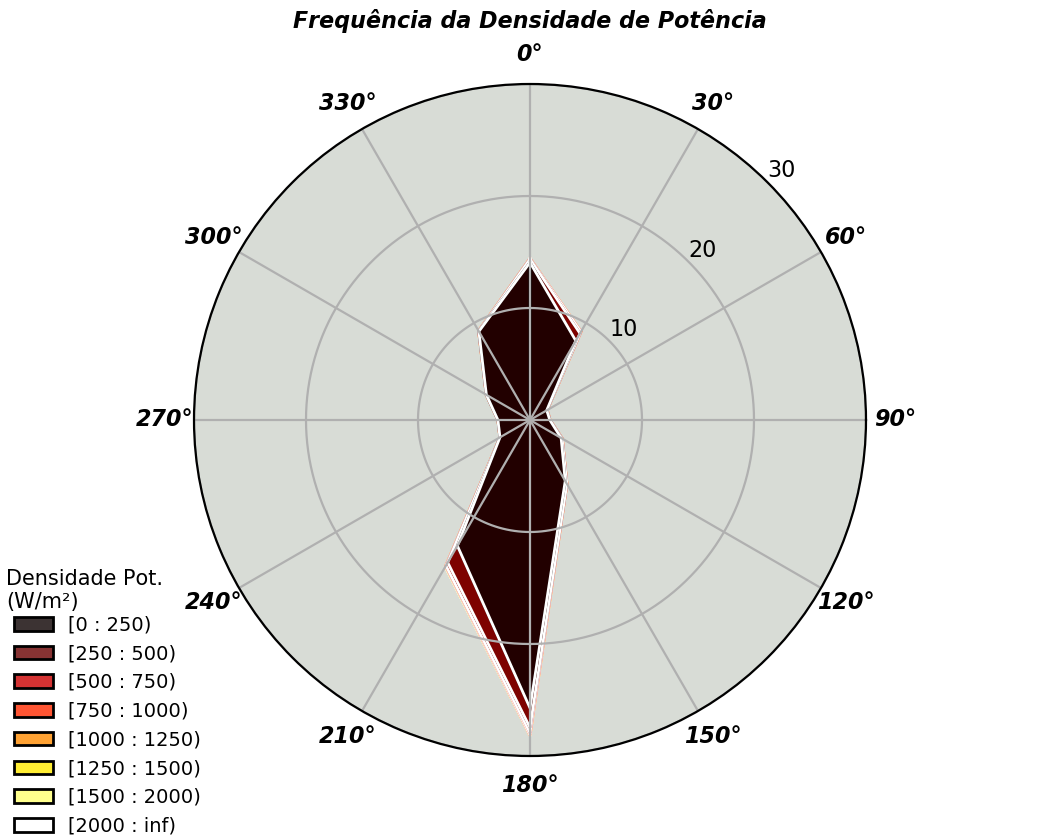 Frequência da Densidade de Potência
0°
330°
30°
30
300°
60°
20
10
270°
90°
Densidade Pot.
(W/m²)
240°
120°
[0 : 250)
[250 : 500)
[500 : 750)
[750 : 1000)
210°
150°
[1000 : 1250)
[1250 : 1500)
180°
[1500 : 2000)
[2000 : inf)